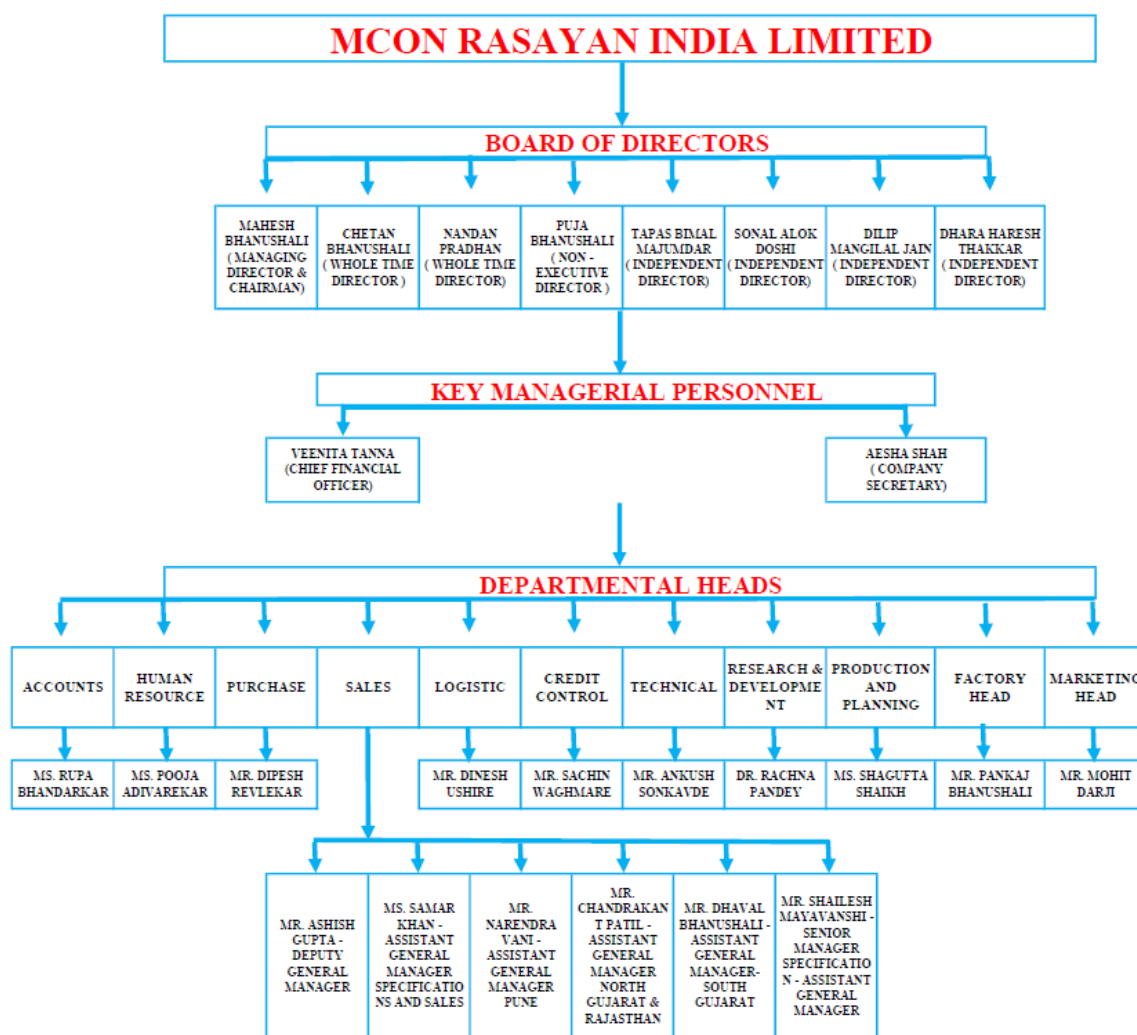 MCON RASAYAN INDIA LIMITED
BOARD OF DIRECTORS
MAHESH
BHANUSHALI
( MANAGING
DIRECTOR &
CHAIRMAN)
CHETAN
BHANUSHALI
( WHOLE TIME
DIRECTOR )
NANDAN
PRADHAN
( WHOLE TIME
DIRECTOR)
PUJA
BHANUSHALI
( NON -
EXECUTIVE
DIRECTOR )
TAPAS BIMAL
MAJUMDAR
( INDEPENDENT
DIRECTOR)
SONAL ALOK
DOSHI
( INDEPENDENT
DIRECTOR)
DILIP
MANGILAL JAIN
( INDEPENDENT
DIRECTOR)
DHARA HARESH
THAKKAR
( INDEPENDENT
DIRECTOR)
KEY MANAGERIAL PERSONNEL
VEENITA TANNA
(CHIEF FINANCIAL
OFFICER)
AESHA SHAH
( COMPANY
SECRETARY)
DEPARTMENTAL HEADS
ACCOUNTS
HUMAN
RESOURCE
PURCHASE
SALES
LOGISTIC
CREDIT
CONTROL
TECHNICAL
RESEARCH &
DEVELOPME
NT
PRODUCTION
AND
PLANNING
FACTORY
HEAD
MARKETING
HEAD
MS. RUPA
BHANDARKAR
MS. POOJA
ADIVAREKAR
MR. DIPESH
REVLEKAR
MR. DINESH
USHIRE
MR. SACHIN
WAGHMARE
MR. ANKUSH
SONKAVDE
DR. RACHNA
PANDEY
MS. SHAGUFTA
SHAIKH
MR. PANKAJ
BHANUSHALI
MR. MOHIT
DARJI
MR. ASHISH
GUPTA -
DEPUTY
GENERAL
MANAGER
MS. SAMAR
KHAN -
ASSISTANT
GENERAL
MANAGER
SPECIFICATIO
NS AND SALES
MR.
NARENDRA
VANI -
ASSISTANT
GENERAL
MANAGER
PUNE
MR.
CHANDRAKAN
T PATIL -
ASSISTANT
GENERAL
MANAGER
NORTH
GUJARAT &
RAJASTHAN
MR. DHAVAL
BHANUSHALI -
ASSISTANT
GENERAL
MANAGER-
SOUTH
GUJARAT
MR. SHAILESH
MAYAVANSHI -
SENIOR
MANAGER
SPECIFICATIO
N - ASSISTANT
GENERAL
MANAGER